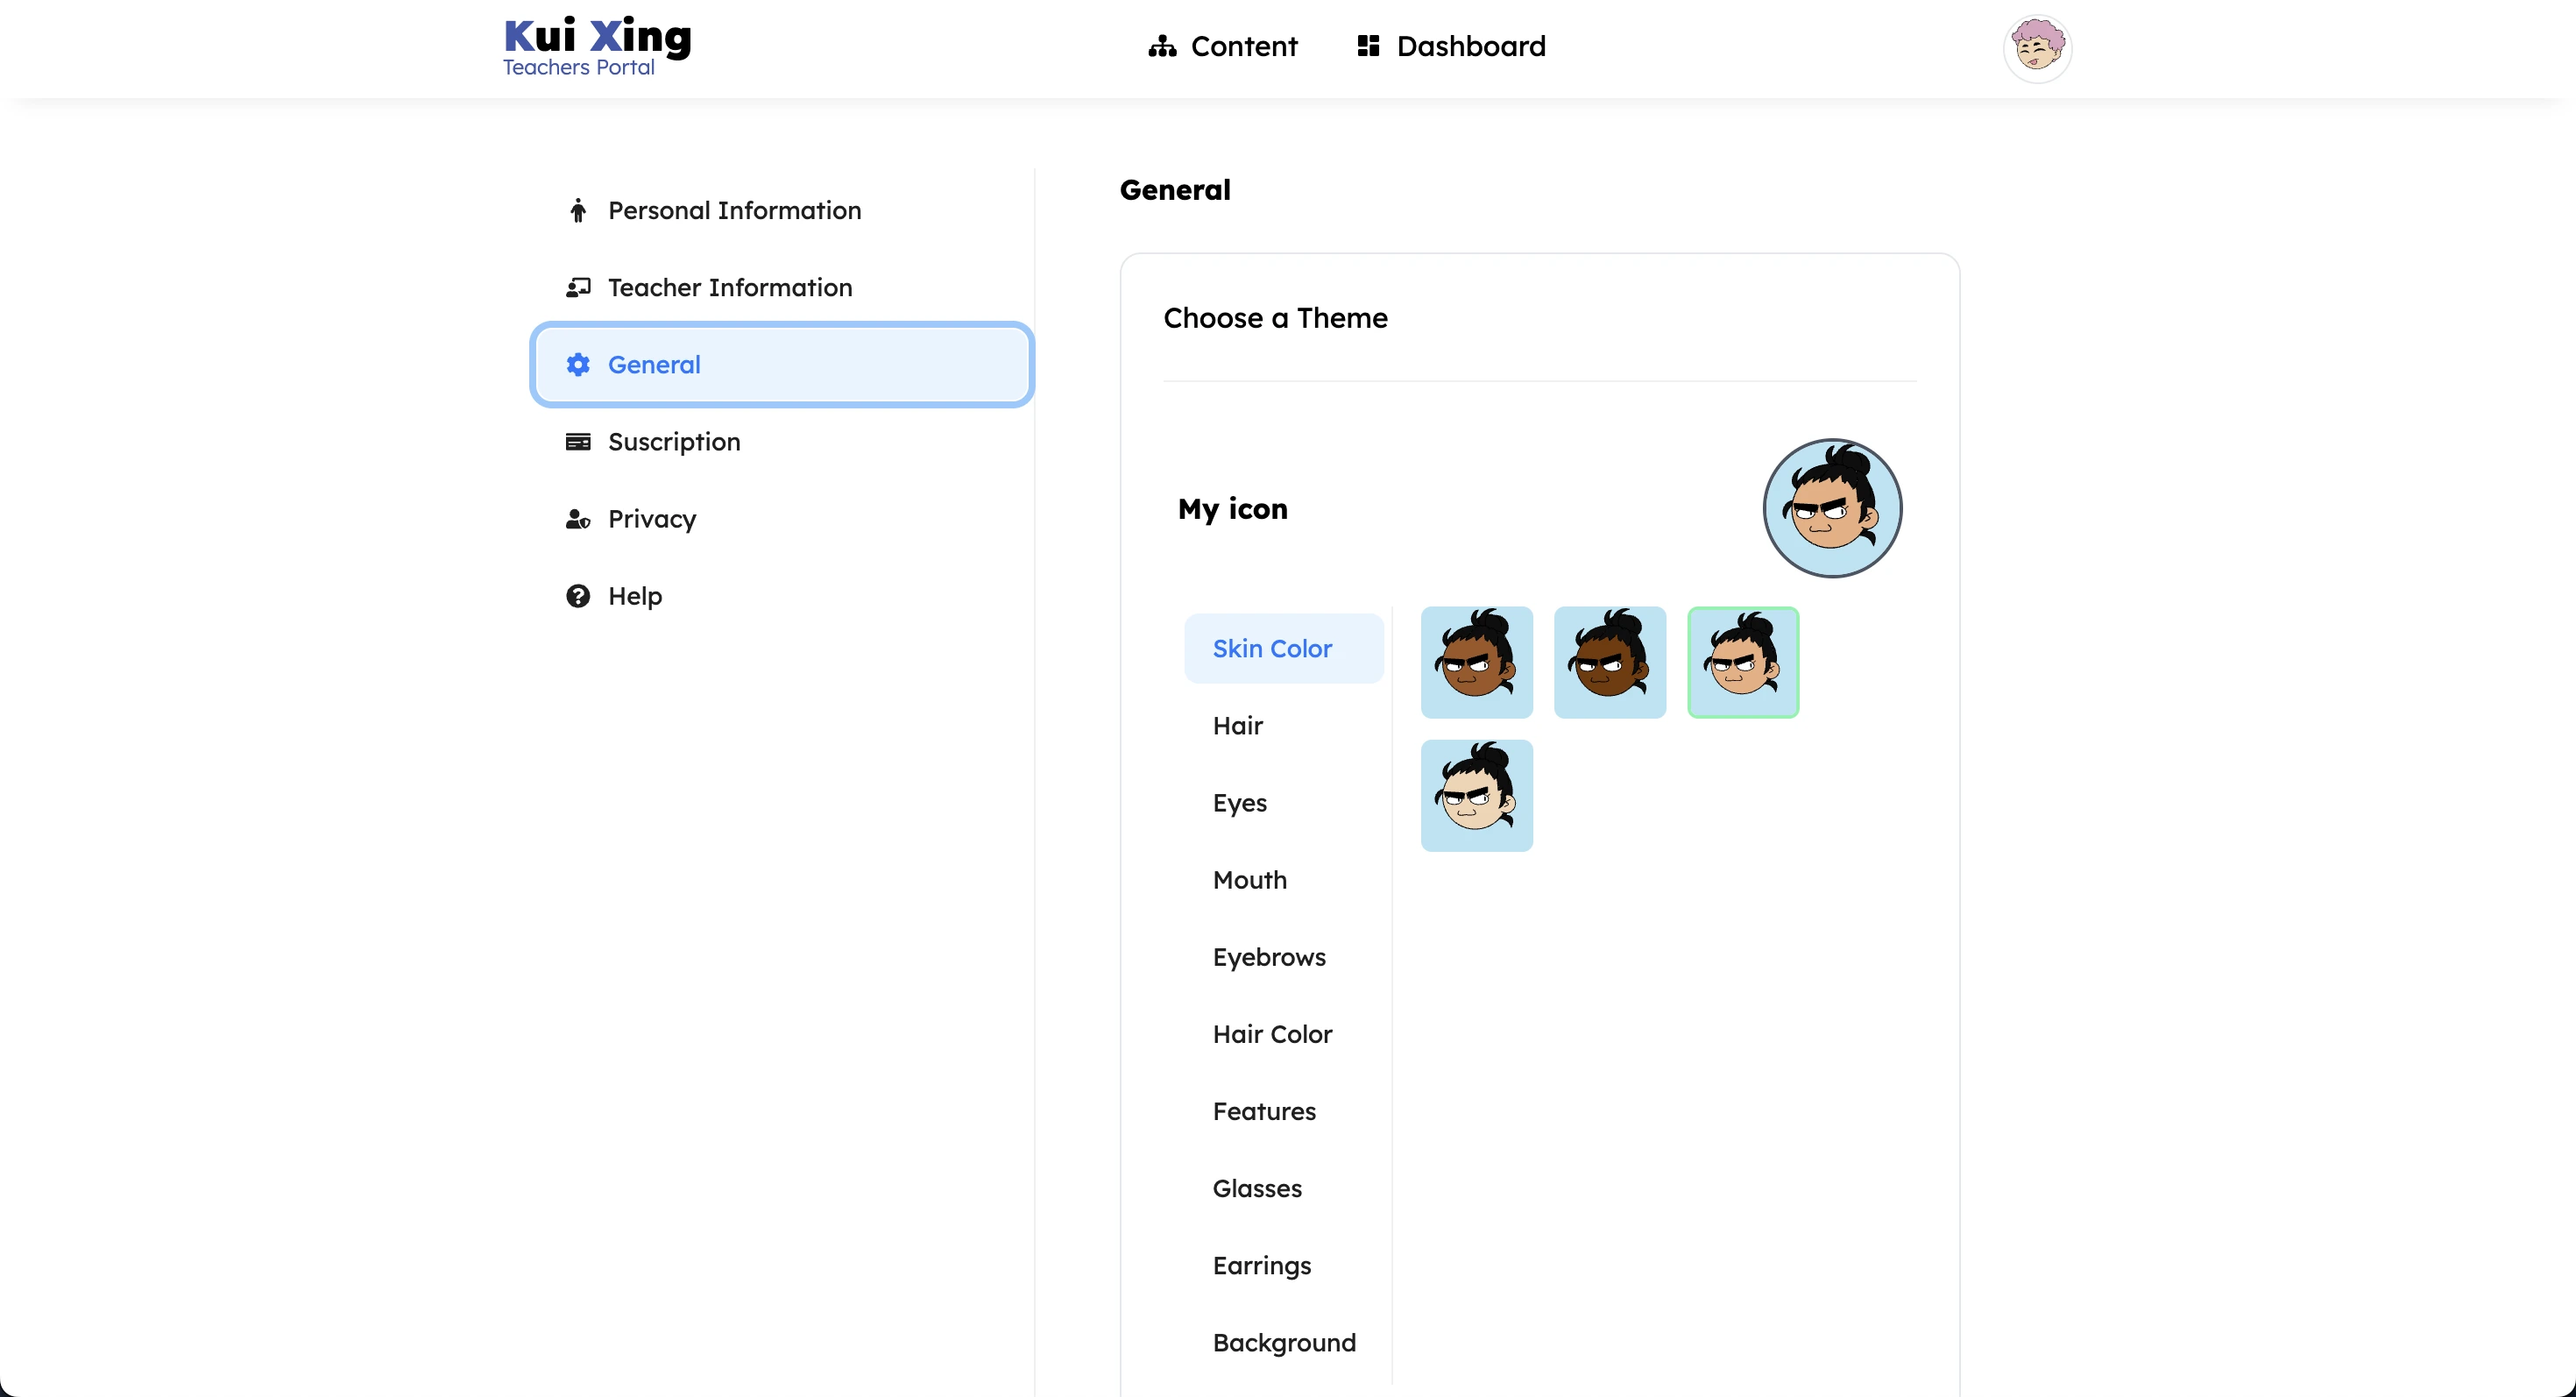 Kui Xing
Teachers Portal
Content
Dashboard
Personal Information
Teacher Information
General
Suscription
Privacy
Help
General
Choose a Theme
My icon
Skin Color
Hair
Eyes
Mouth
Eyebrows
Hair Color
Features
Glasses
Earrings
Background